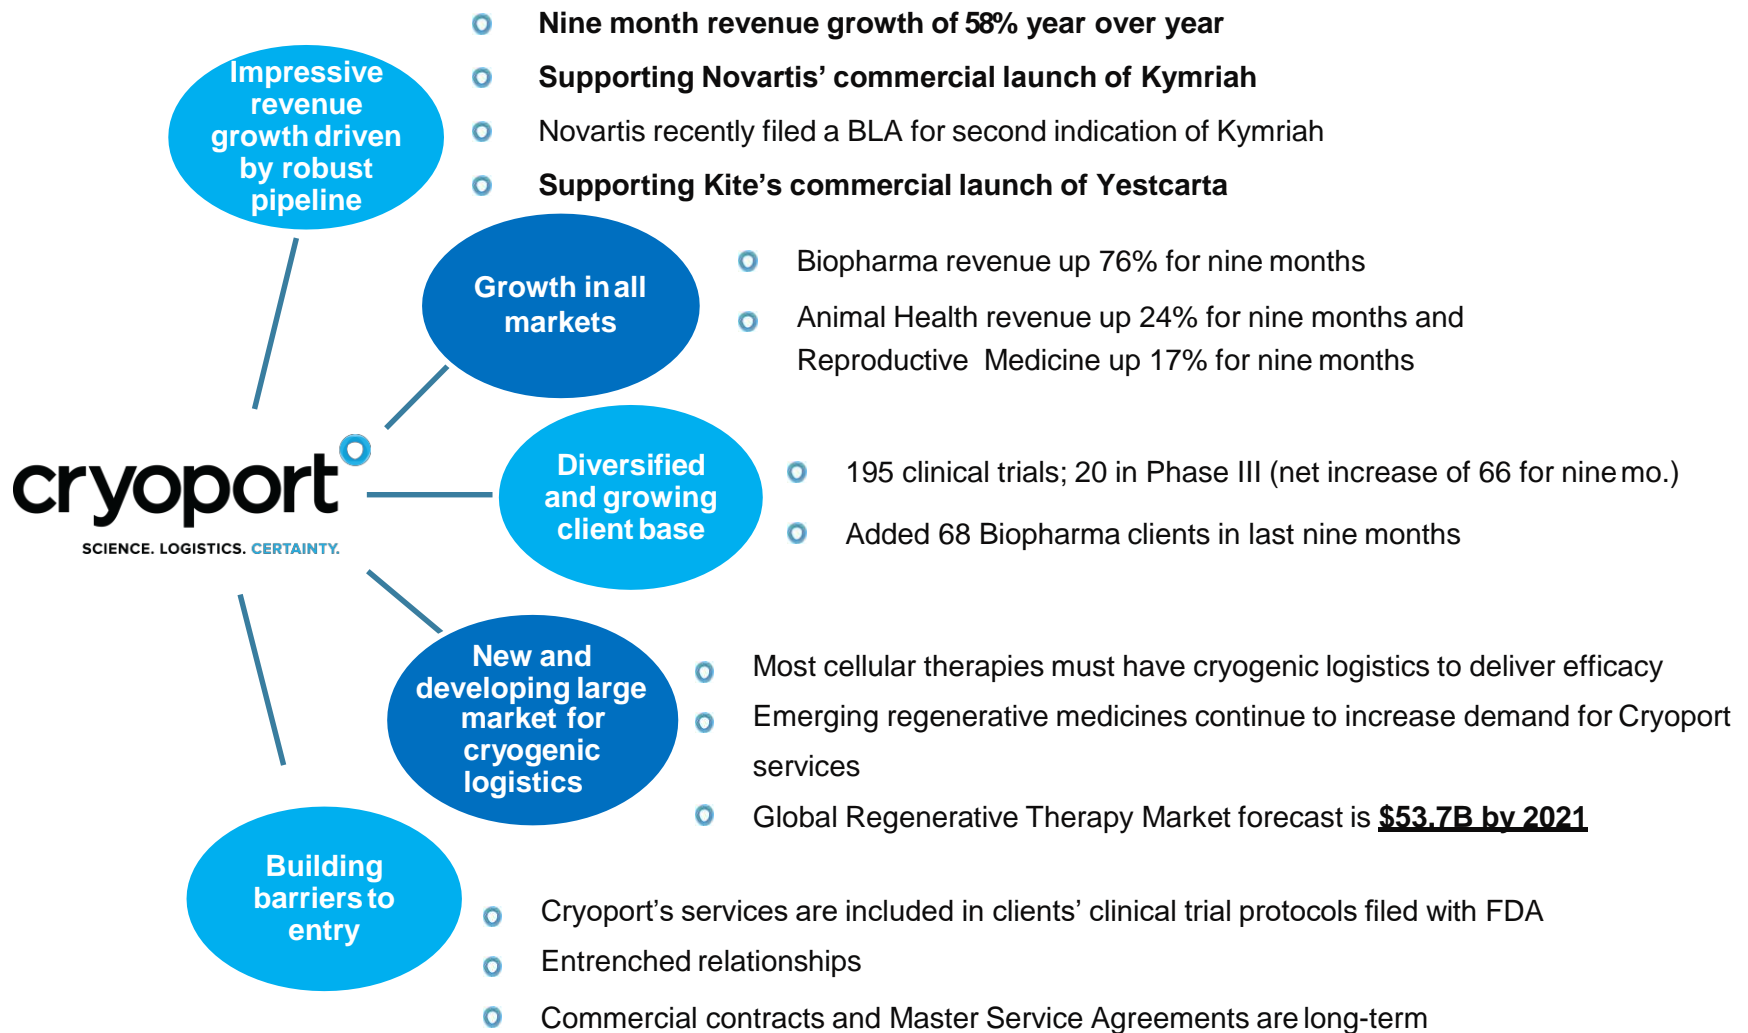 Nine month revenue growth of 58% year over year
Supporting Novartis’ commercial launch of Kymriah
Novartis recently filed a BLA for second indication of Kymriah
Supporting Kite’s commercial launch of Yestcarta
Impressive
revenue
growth driven
by robust
pipeline
Growth in all
markets
Biopharma revenue up 76% for nine months
Animal Health revenue up 24% for nine months and
Reproductive Medicine up 17% for nine months
cryoport
SCIENCE. LOGISTICS. CERTAINTY.
Diversified
and growing
client base
195 clinical trials; 20 in Phase III (net increase of 66 for nine mo.)
Added 68 Biopharma clients in last nine months
New and
developing large
market for
cryogenic
logistics
Most cellular therapies must have cryogenic logistics to deliver efficacy
Emerging regenerative medicines continue to increase demand for Cryoport
services
Global Regenerative Therapy Market forecast is $53.7B by 2021
Building
barriers to
entry
Cryoport’s services are included in clients’ clinical trial protocols filed with FDA
Entrenched relationships
Commercial contracts and Master Service Agreements are long-term